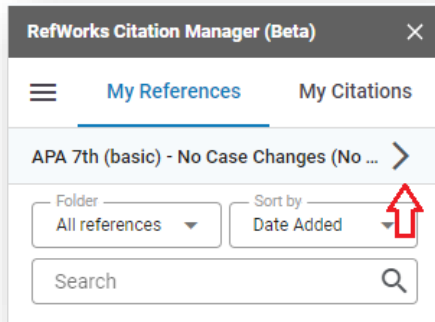 RefWorks Citation Manager (Beta)
My References My Citations
APA 7th (basic) - No Case Changes (No ...
Folder Sort by
All references Date Added
Search